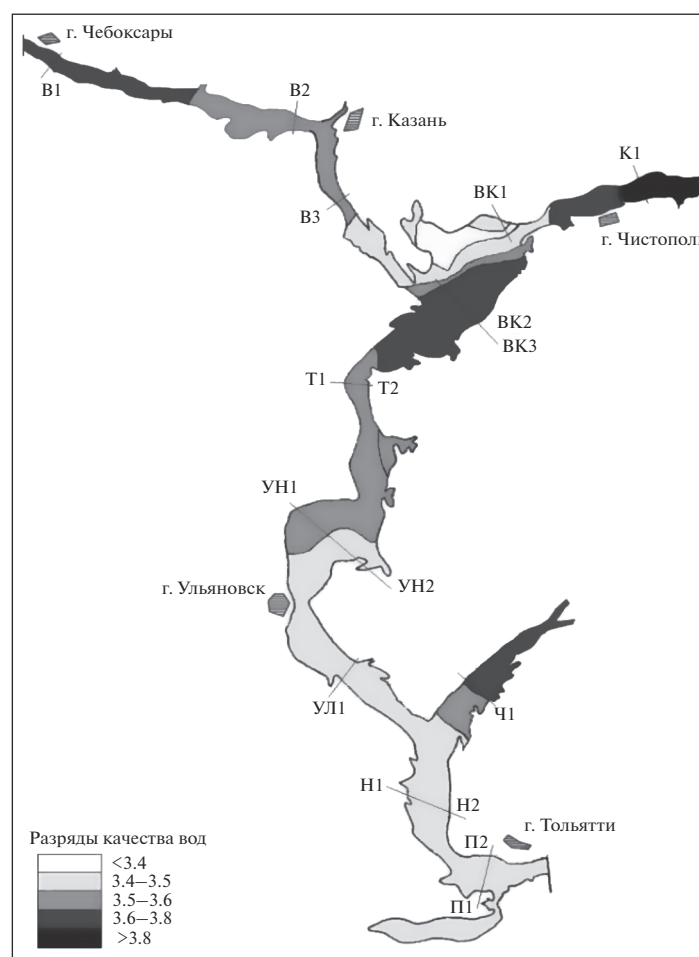 г. Чебоксары
В1
В2
г. Казань
К1
ВК1
В3
г. Чистополь
ВК2
ВК3
Т1
Т2
УН1
г. Ульяновск
УН2
УЛ1
Ч1
Н1
Н2
г. Тольятти
П2
П1
Разряды качества вод
<3.4
3.4–3.5
3.5–3.6
3.6–3.8
>3.8